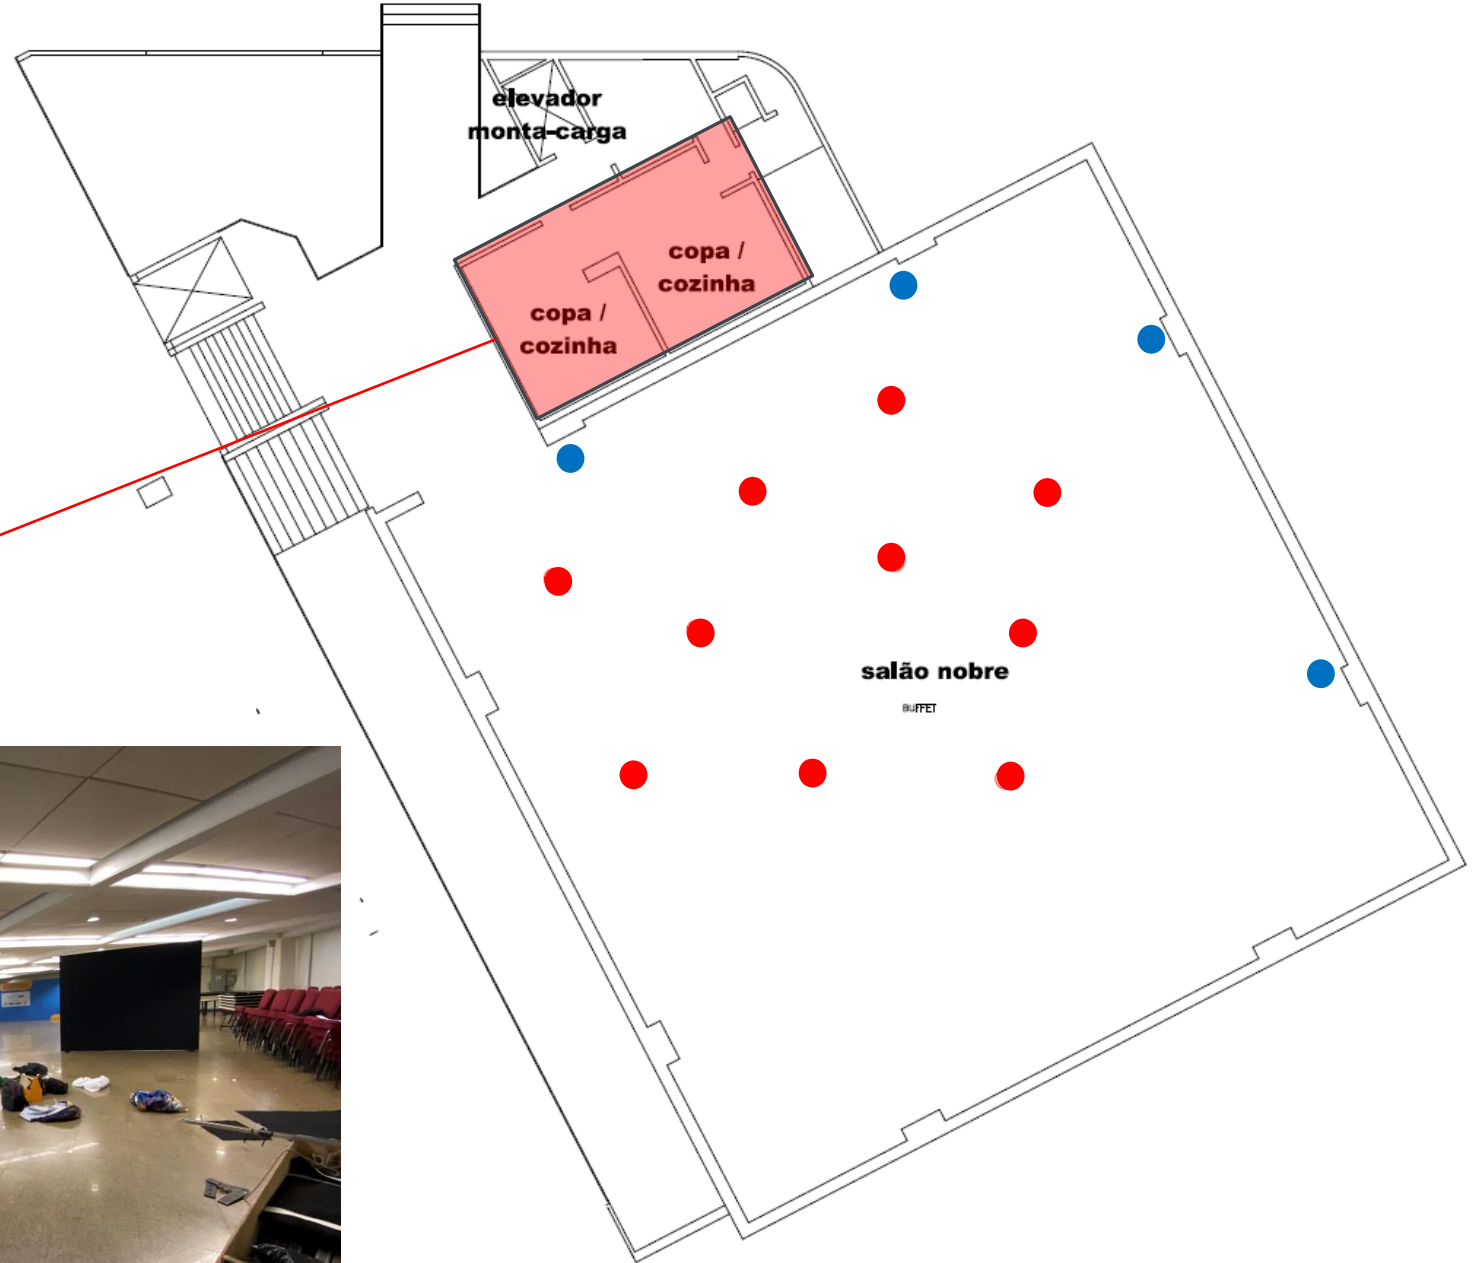 elevador
monta-carga
copa /
cozinha
copa /
cozinha
salão nobre
BUFFET